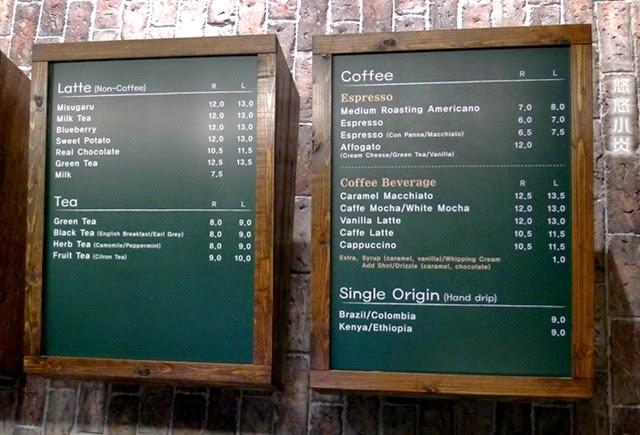 Latte (Non-Coffee) R L
Misugaru 12,0 13,0
Milk Tea 12,0 13,0
Blueberry 12,0 13,0
Sweet Potato 12,0 13,0
Real Chocolate 10,5 11,5
Green Tea 12,5 13,5
Milk 7,5
Tea R L
Green Tea 8,0 9,0
Black Tea (English Breakfast/Earl Grey) 8,0 9,0
Herb Tea (Camomile/Peppermint) 8,0 9,0
Fruit Tea (Citron Tea) 9,0 10,0
Coffee R L
Espresso
Medium Roasting Americano 7,0 8,0
Espresso 6,0 7,0
Espresso (Con Panna/Macchiato) 6,5 7,5
Affogato 12,0
(Cream Cheese/Green Tea/Vanilla)
Coffee Beverage R L
Caramel Macchiato 12,5 13,5
Caffe Mocha/White Mocha 12,0 13,0
Vanilla Latte 12,0 13,0
Caffe Latte 10,5 11,5
Cappuccino 10,5 11,5
Extra, Syrup (caramel, vanilla)/Whipping Cream 1,0
Add Shot/Drizzle (caramel, chocolate)
Single Origin (Hand drip)
Brazil/Colombia 9,0
Kenya/Ethiopia 9,0
悠悠小炎